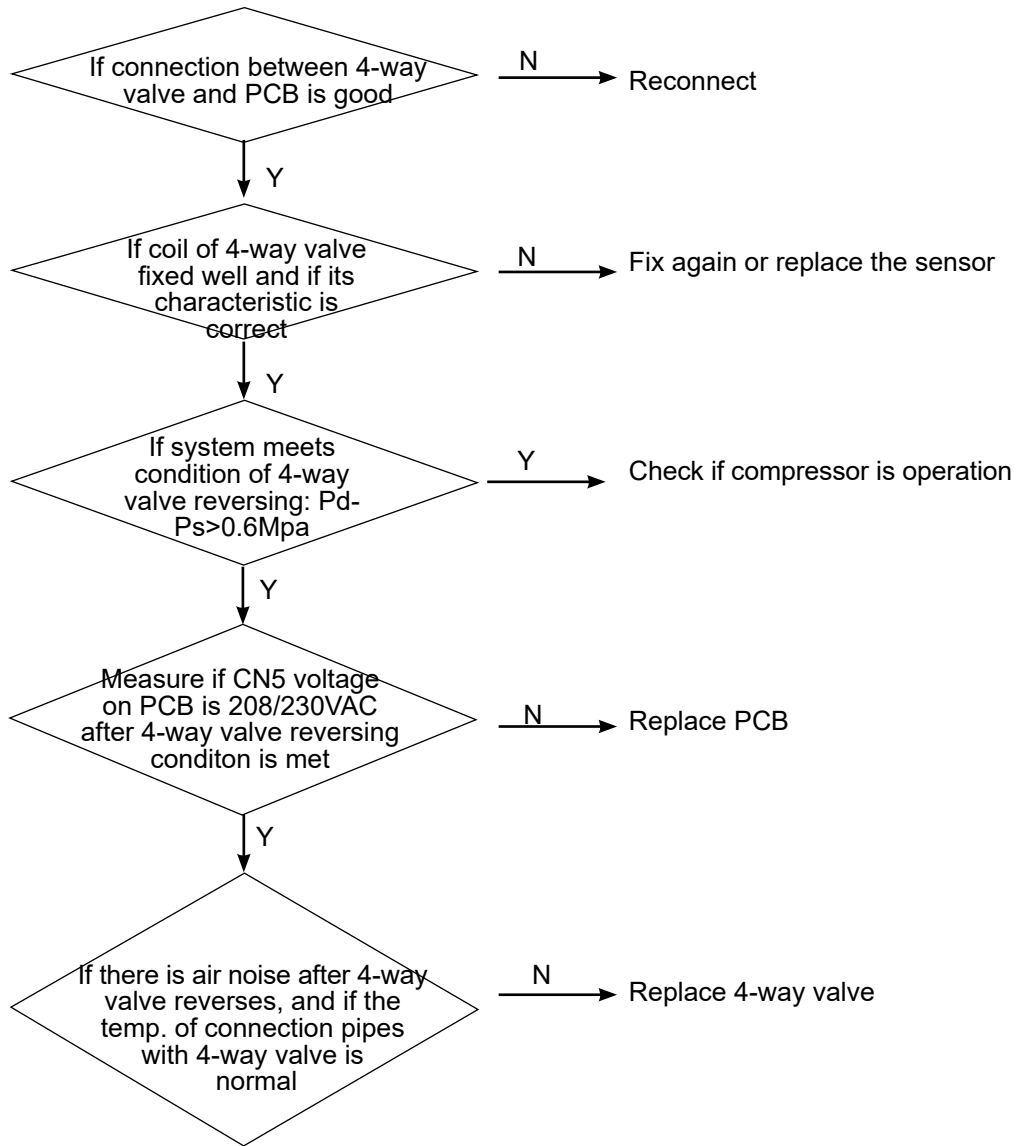 If connection between 4-way
valve and PCB is good
N
Reconnect
Y
If coil of 4-way valve
fixed well and if its
characteristic is
correct
N
Fix again or replace the sensor
Y
If system meets
condition of 4-way
valve reversing: Pd-
Ps>0.6Mpa
Y
Check if compressor is operation
Y
Measure if CN5 voltage
on PCB is 208/230VAC
after 4-way valve reversing
conditon is met
N
Replace PCB
Y
If there is air noise after 4-way
valve reverses, and if the
temp. of connection pipes
with 4-way valve is
normal
N
Replace 4-way valve